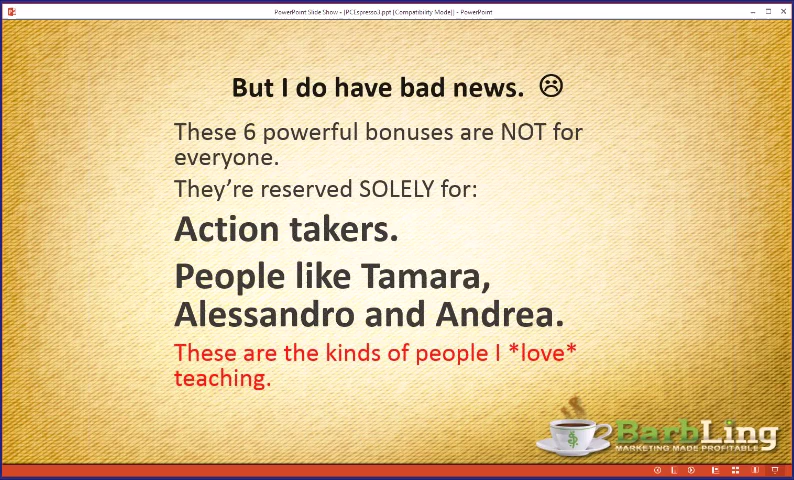 PowerPoint Slide Show - [PCEspresso3.ppt [Compatibility Mode]] - PowerPoint
But I do have bad news. ☹
These 6 powerful bonuses are NOT for
everyone.
They’re reserved SOLELY for:
Action takers.
People like Tamara,
Alessandro and Andrea.
These are the kinds of people I *love*
teaching.
$
BarbLing
MARKETING MADE PROFITABLE